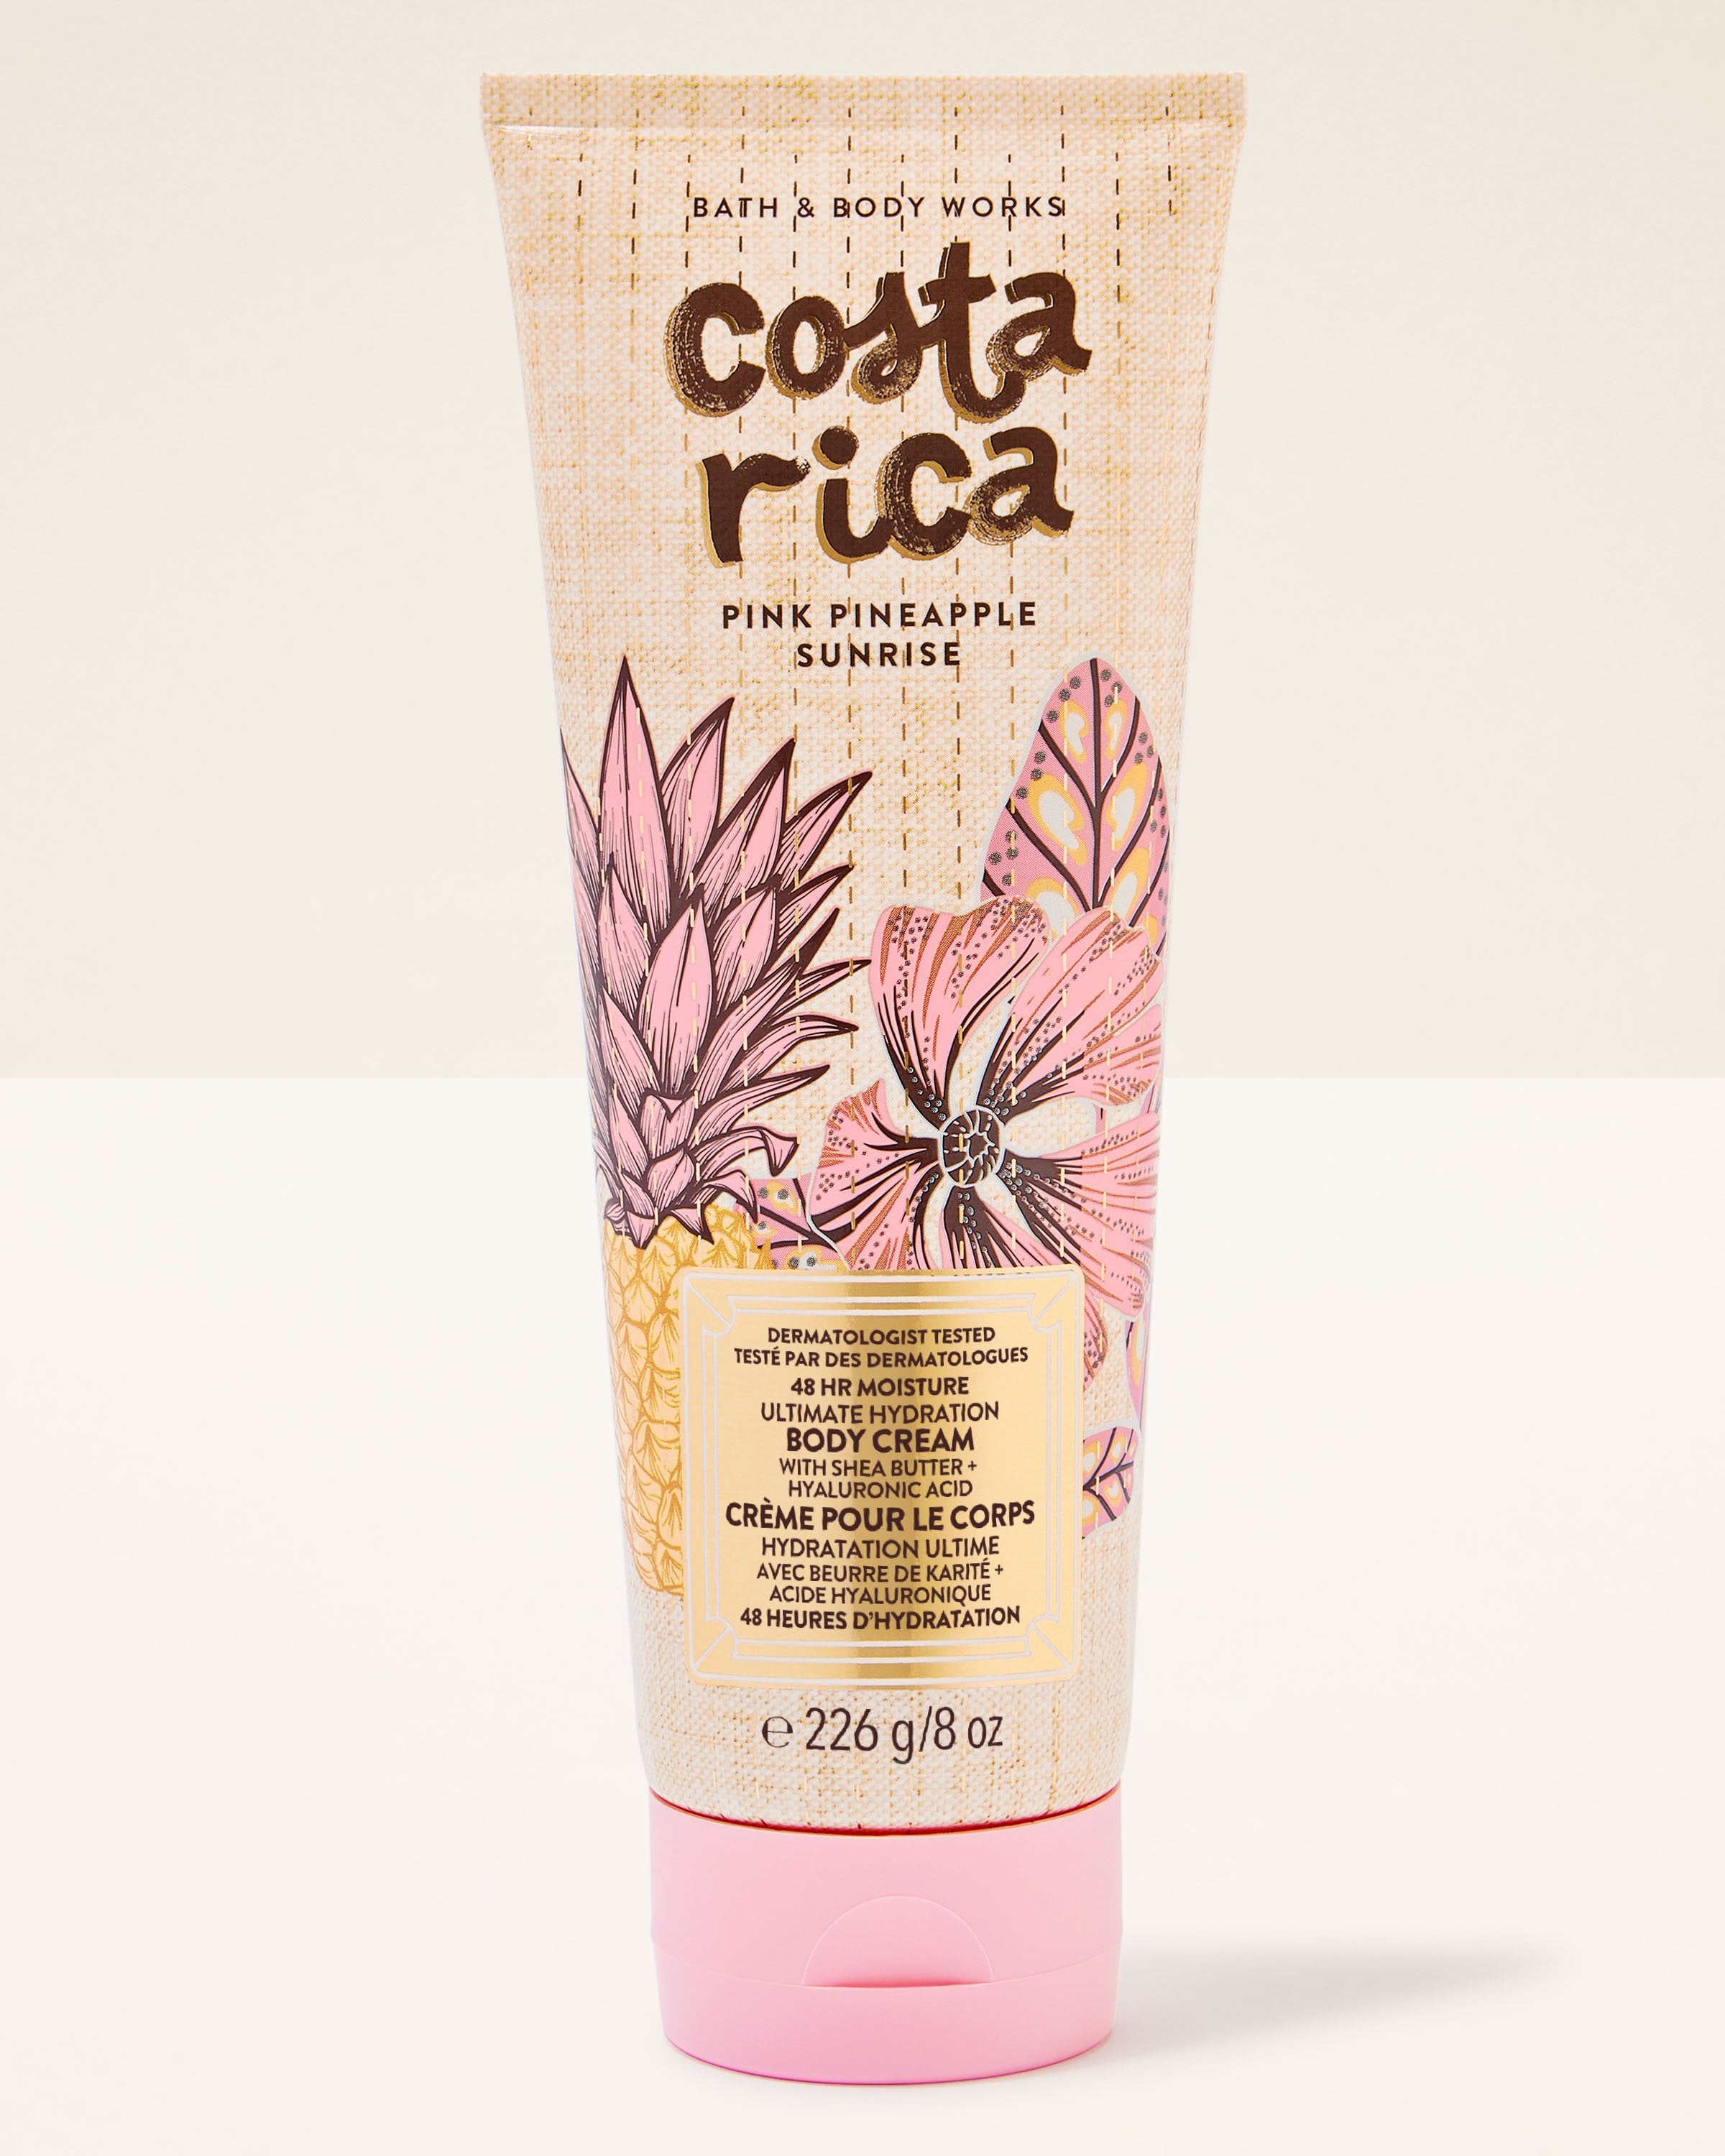 BATH & BODY WORKS
costa
rica
PINK PINEAPPLE
SUNRISE
DERMATOLOGIST TESTED
TESTÉ PAR DES DERMATOLOGUES
48 HR MOISTURE
ULTIMATE HYDRATION
BODY CREAM
WITH SHEA BUTTER +
HYALURONIC ACID
CRÈME POUR LE CORPS
HYDRATATION ULTIME
AVEC BEURRE DE KARITÉ +
ACIDE HYALURONIQUE
48 HEURES D'HYDRATATION
℮ 226 g/8 oz